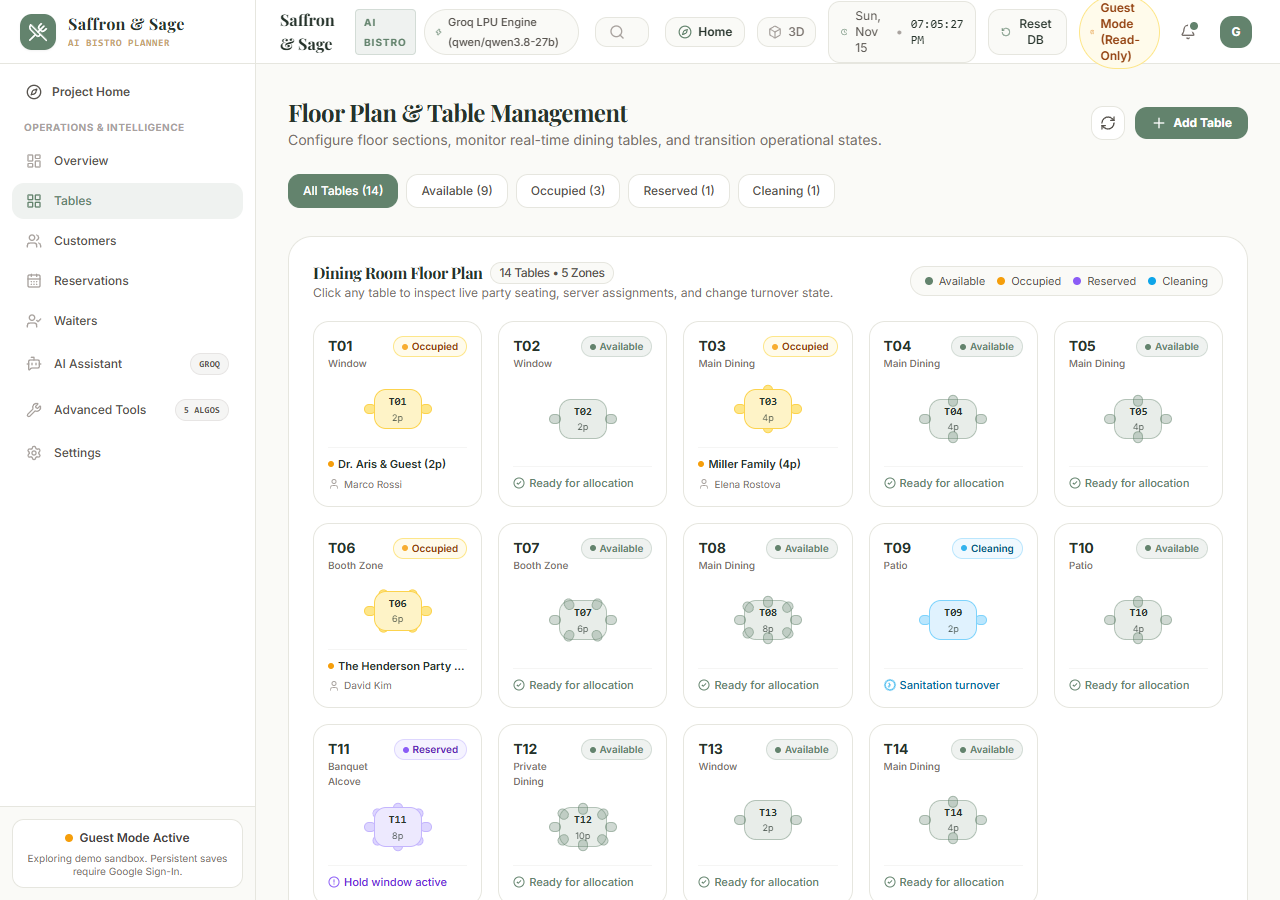 Saffron & Sage
AI BISTRO PLANNER
Project Home
OPERATIONS & INTELLIGENCE
Overview
Tables
Customers
Reservations
Waiters
AI Assistant
GROQ
Advanced Tools
5 ALGOS
Settings
Guest Mode Active
Exploring demo sandbox. Persistent saves
require Google Sign-In.
Saffron
& Sage
AI
BISTRO
Groq LPU Engine
(qwen/qwen3.8-27b)
Home
3D
Sun,
Nov
15
07:05:27
PM
Reset
DB
Guest
Mode
(Read-
Only)
G
Floor Plan & Table Management
Configure floor sections, monitor real-time dining tables, and transition operational states.
Add Table
All Tables (14)
Available (9)
Occupied (3)
Reserved (1)
Cleaning (1)
Dining Room Floor Plan
14 Tables • 5 Zones
Click any table to inspect live party seating, server assignments, and change turnover state.
Available
Occupied
Reserved
Cleaning
T01
Occupied
Window
T01
2p
Dr. Aris & Guest (2p)
Marco Rossi
T02
Available
Window
T02
2p
Ready for allocation
T03
Occupied
Main Dining
T03
4p
Miller Family (4p)
Elena Rostova
T04
Available
Main Dining
T04
4p
Ready for allocation
T05
Available
Main Dining
T05
4p
Ready for allocation
T06
Occupied
Booth Zone
T06
6p
The Henderson Party ...
David Kim
T07
Available
Booth Zone
T07
6p
Ready for allocation
T08
Available
Main Dining
T08
8p
Ready for allocation
T09
Cleaning
Patio
T09
2p
Sanitation turnover
T10
Available
Patio
T10
4p
Ready for allocation
T11
Reserved
Banquet
Alcove
T11
8p
Hold window active
T12
Available
Private
Dining
T12
10p
Ready for allocation
T13
Available
Window
T13
2p
Ready for allocation
T14
Available
Main Dining
T14
4p
Ready for allocation